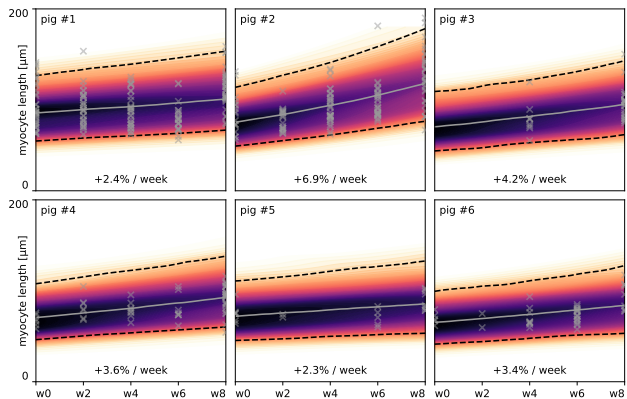 200
pig #1
pig #2
pig #3
myocyte length [µm]
+2.4% / week
+6.9% / week
+4.2% / week
0
200
pig #4
pig #5
pig #6
myocyte length [µm]
+3.6% / week
+2.3% / week
+3.4% / week
0
w0 w2 w4 w6 w8
w0 w2 w4 w6 w8
w0 w2 w4 w6 w8